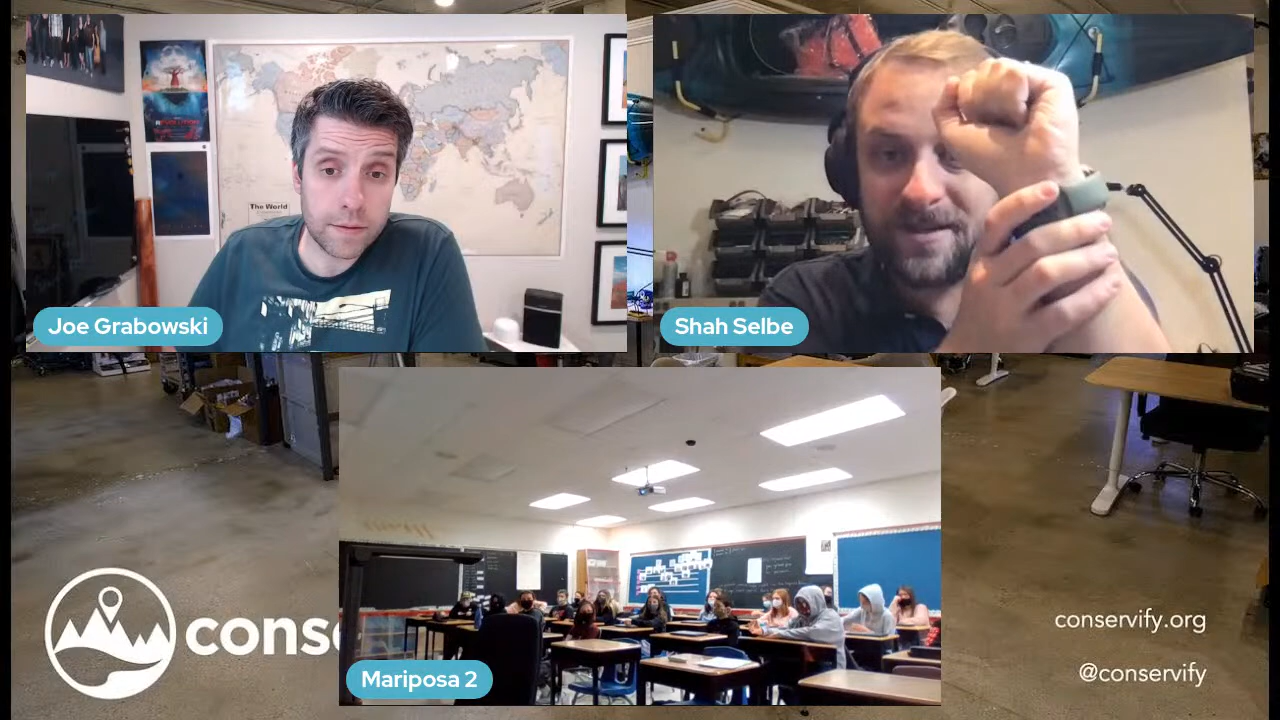 The World
Joe Grabowski
Shah Selbe
Mariposa 2
cons
conservify.org
@conservify